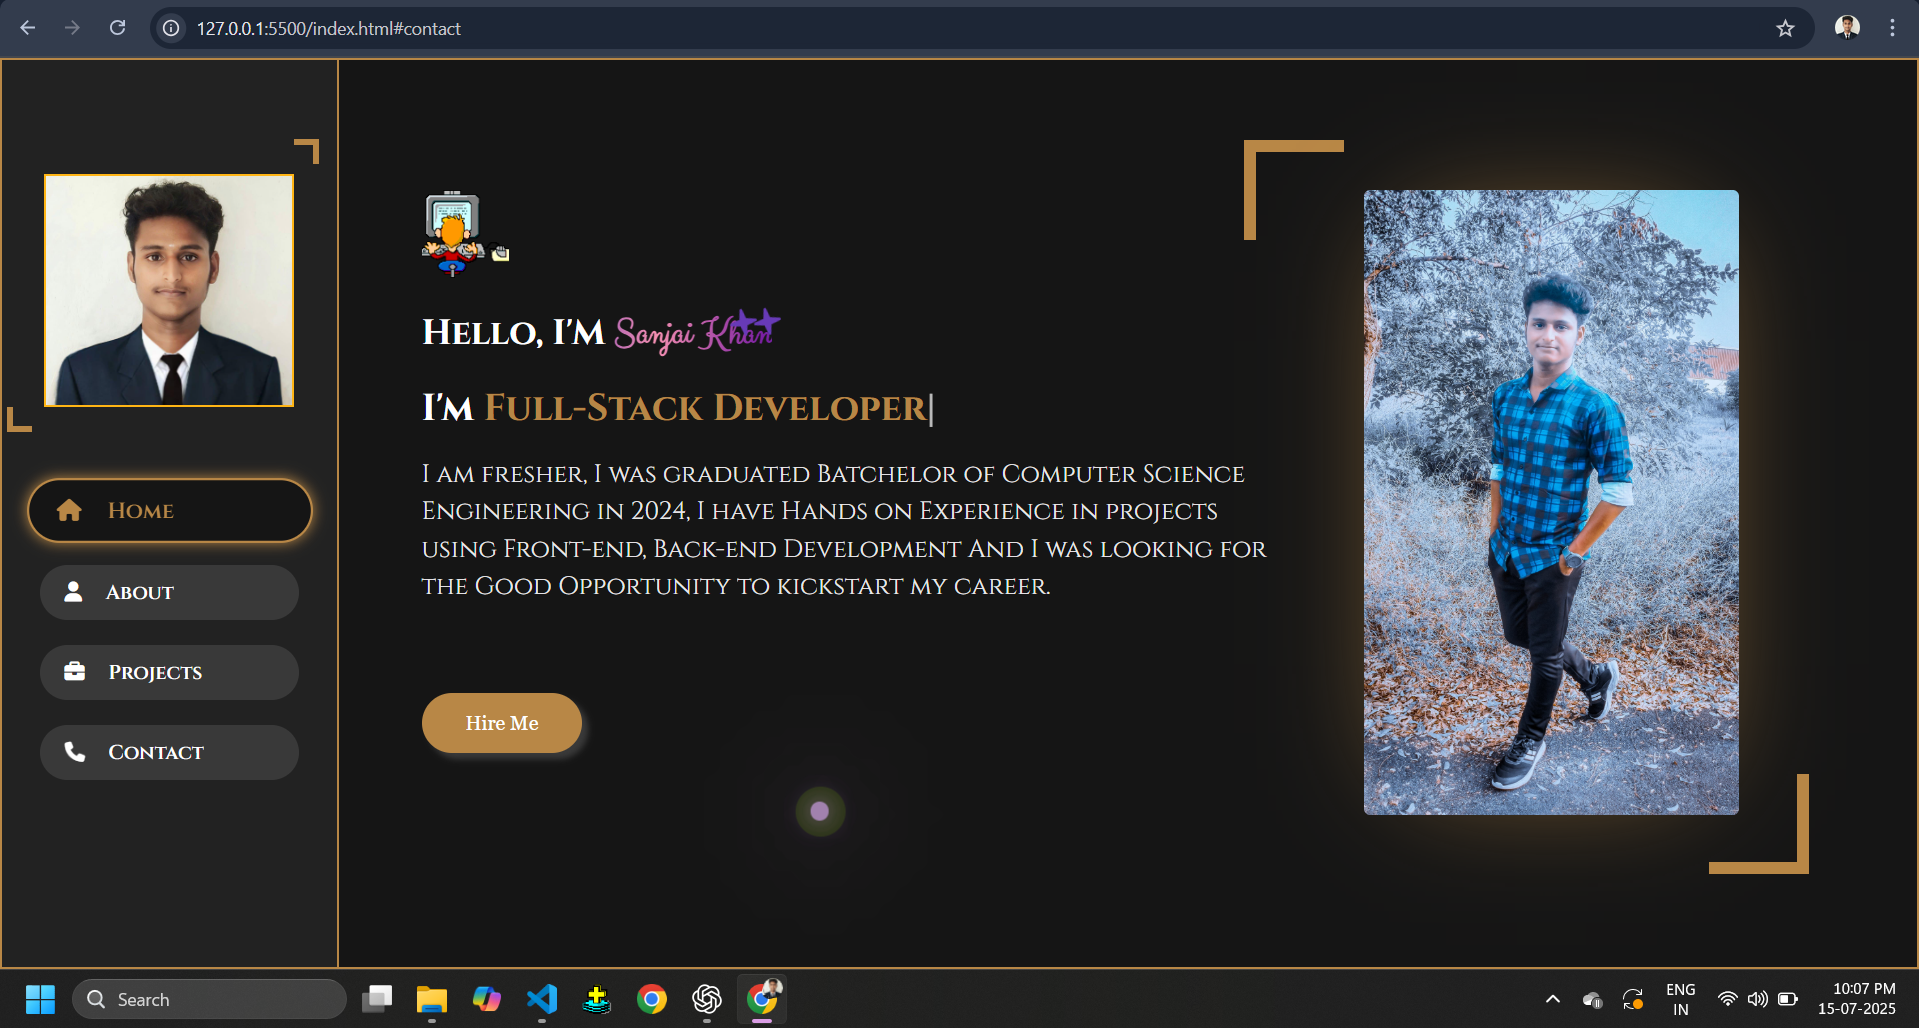 127.0.0.1:5500/index.html#contact
Hello, I'm Sanjai Khan
I'm Full-Stack Developer|
I am fresher, I was graduated Batchelor of Computer Science
Engineering in 2024, I have Hands on Experience in projects
using Front-end, Back-end Development And I was looking for
the Good Opportunity to kickstart my career.
Hire Me
Home
About
Projects
Contact
Search
ENG
IN
10:07 PM
15-07-2025